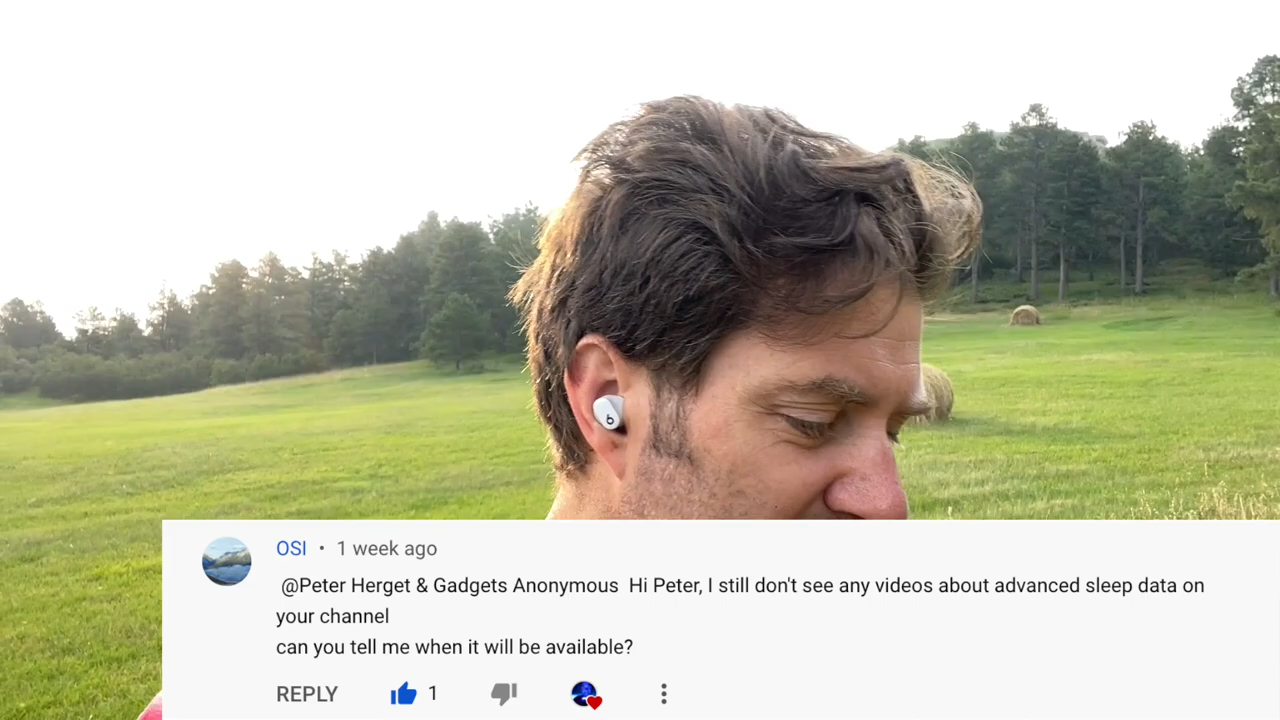 b
OSI • 1 week ago
@Peter Herget & Gadgets Anonymous Hi Peter, I still don't see any videos about advanced sleep data on
your channel
can you tell me when it will be available?
REPLY 1